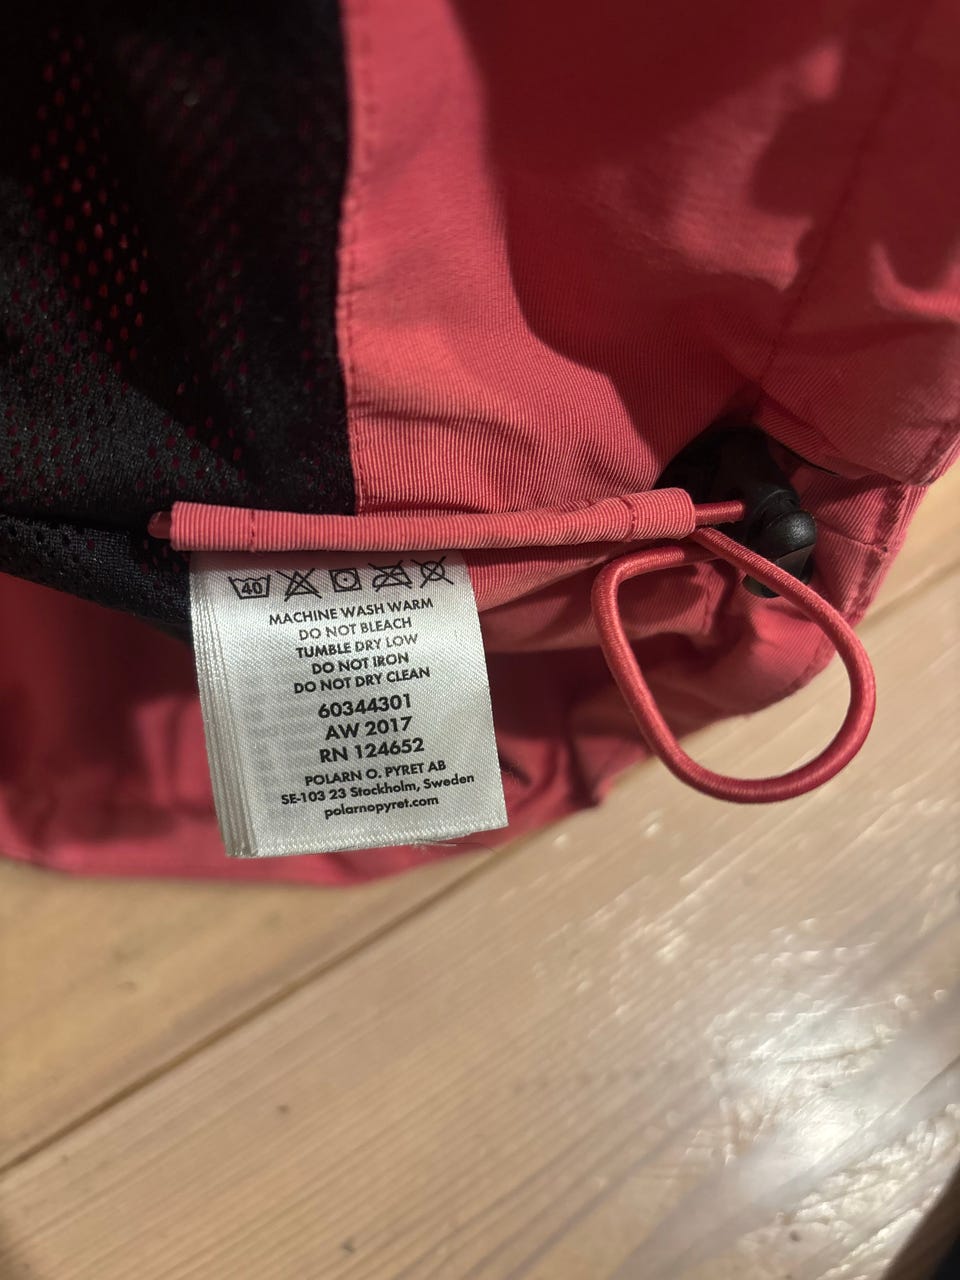 40
MACHINE WASH WARM
DO NOT BLEACH
TUMBLE DRY LOW
DO NOT IRON
DO NOT DRY CLEAN
60344301
AW 2017
RN 124652
POLARN O. PYRET AB
SE-103 23 Stockholm, Sweden
polarnopyret.com